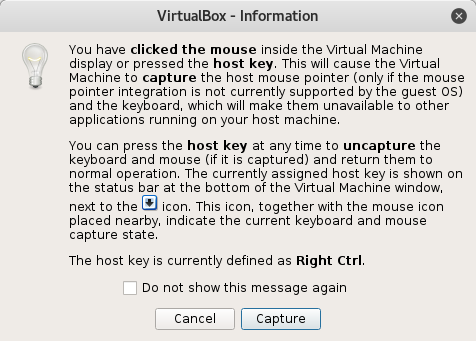 VirtualBox - Information
You have clicked the mouse inside the Virtual Machine
display or pressed the host key. This will cause the Virtual
Machine to capture the host mouse pointer (only if the mouse
pointer integration is not currently supported by the guest OS)
and the keyboard, which will make them unavailable to other
applications running on your host machine.
You can press the host key at any time to uncapture the
keyboard and mouse (if it is captured) and return them to
normal operation. The currently assigned host key is shown on
the status bar at the bottom of the Virtual Machine window,
next to the icon. This icon, together with the mouse icon
placed nearby, indicate the current keyboard and mouse
capture state.
The host key is currently defined as Right Ctrl.
Do not show this message again
Cancel
Capture